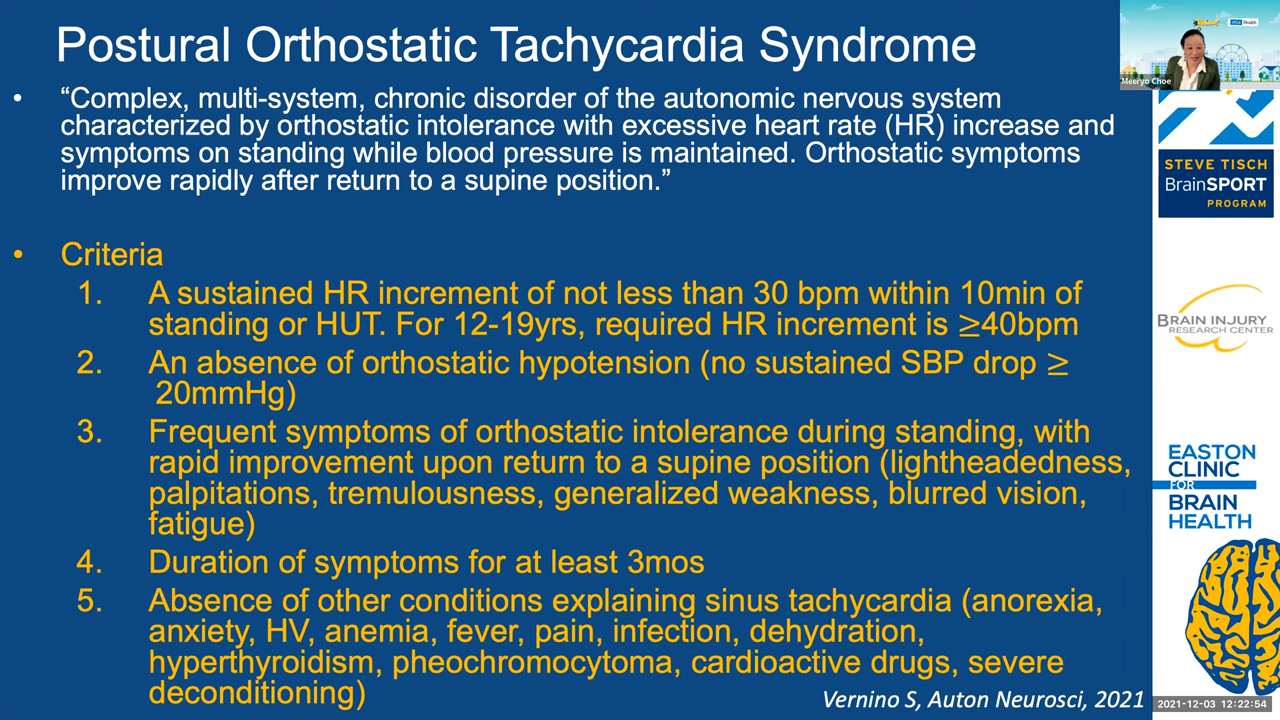 Postural Orthostatic Tachycardia Syndrome
• “Complex, multi-system, chronic disorder of the autonomic nervous system
characterized by orthostatic intolerance with excessive heart rate (HR) increase and
symptoms on standing while blood pressure is maintained. Orthostatic symptoms
improve rapidly after return to a supine position.”
• Criteria
1. A sustained HR increment of not less than 30 bpm within 10min of
standing or HUT. For 12-19yrs, required HR increment is ≥40bpm
2. An absence of orthostatic hypotension (no sustained SBP drop ≥
20mmHg)
3. Frequent symptoms of orthostatic intolerance during standing, with
rapid improvement upon return to a supine position (lightheadedness,
palpitations, tremulousness, generalized weakness, blurred vision,
fatigue)
4. Duration of symptoms for at least 3mos
5. Absence of other conditions explaining sinus tachycardia (anorexia,
anxiety, HV, anemia, fever, pain, infection, dehydration,
hyperthyroidism, pheochromocytoma, cardioactive drugs, severe
deconditioning)
Vernino S, Auton Neurosci, 2021
Meeryo Choe
STEVE TISCH
BrainSPORT
PROGRAM
BRAIN INJURY
RESEARCH CENTER
EASTON
CLINIC
FOR
BRAIN
HEALTH
2021-12-03 12:22:54